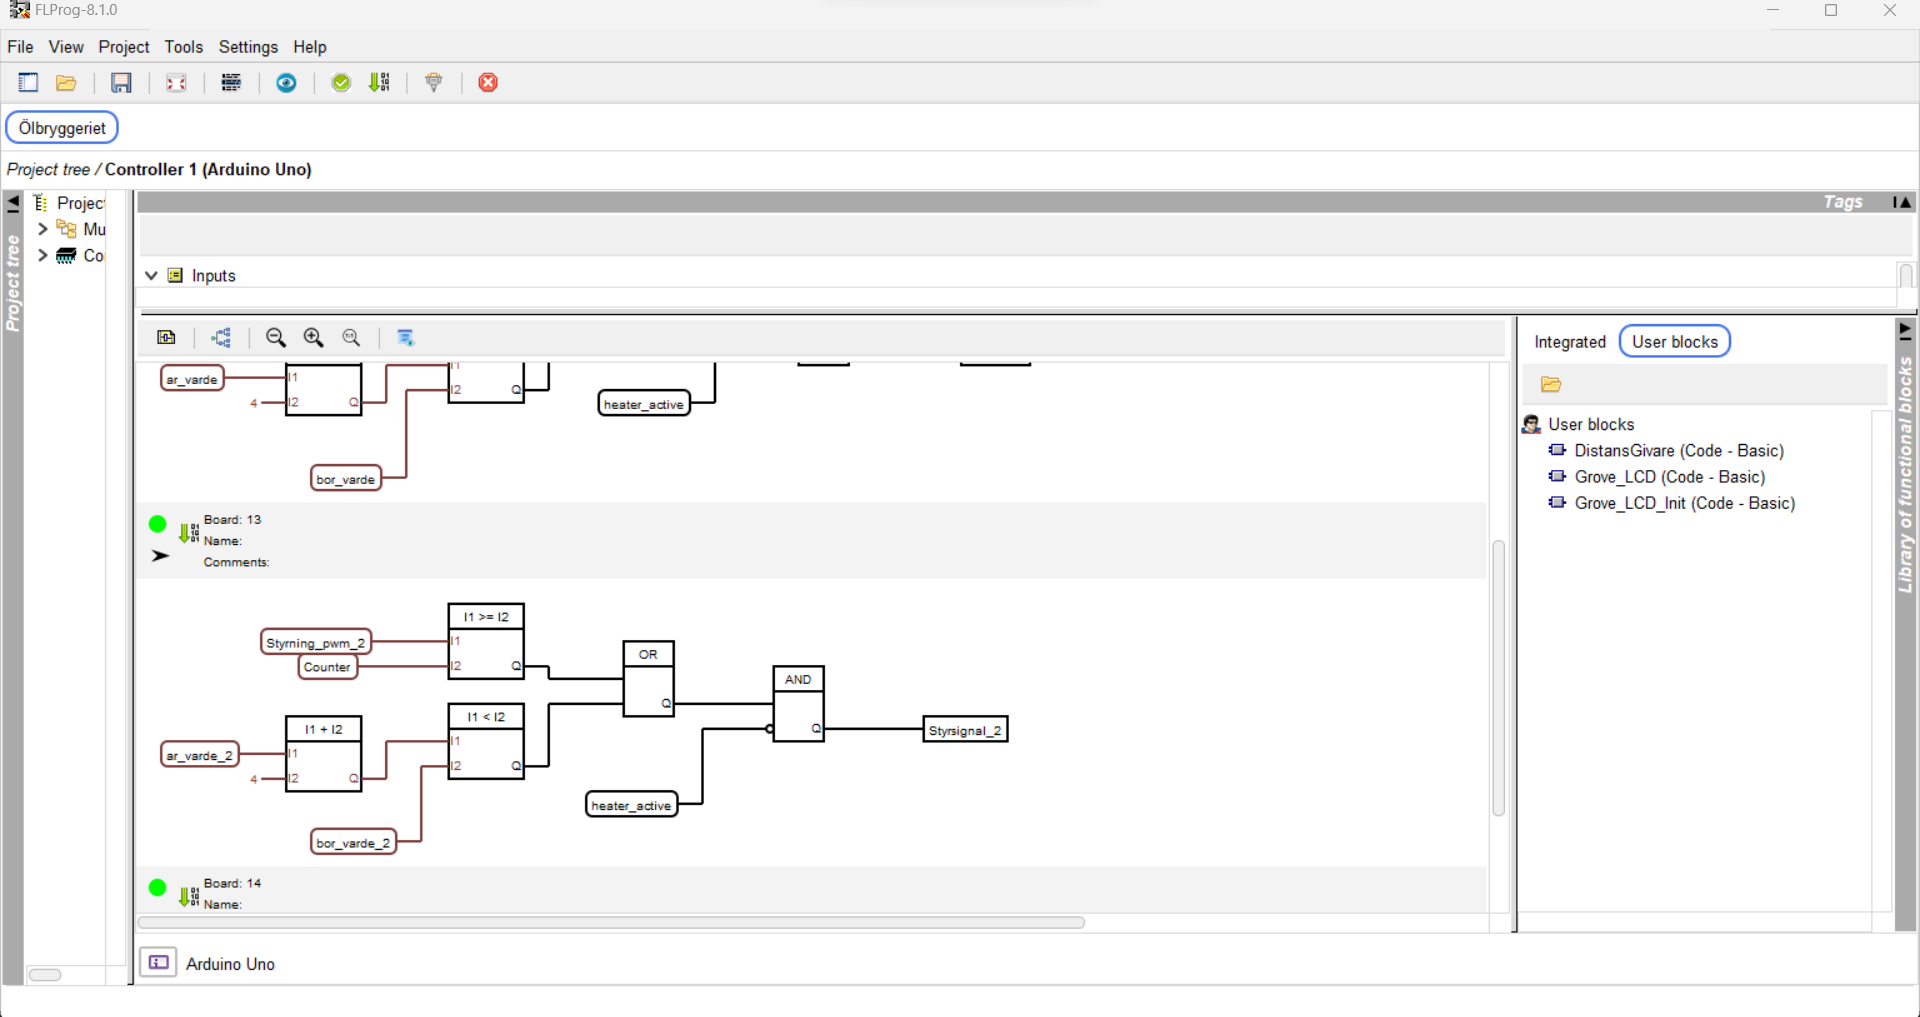 FLProg-8.1.0
File View Project Tools Settings Help
Ölbryggeriet
Project tree / Controller 1 (Arduino Uno)
Project tree
Projec
Mu
Co
Tags
Inputs
ar_varde
I1
4
I2
Q
I1
I2
Q
heater_active
bor_varde
Board: 13
Name:
Comments:
I1 >= I2
Styrning_pwm_2
I1
Counter
I2
Q
OR
Q
AND
Q
I1 < I2
I1
I2
Q
I1 + I2
ar_varde_2
I1
4
I2
Q
Styrsignal_2
heater_active
bor_varde_2
Board: 14
Name:
Arduino Uno
Integrated
User blocks
User blocks
DistansGivare (Code - Basic)
Grove_LCD (Code - Basic)
Grove_LCD_Init (Code - Basic)
Library of functional blocks